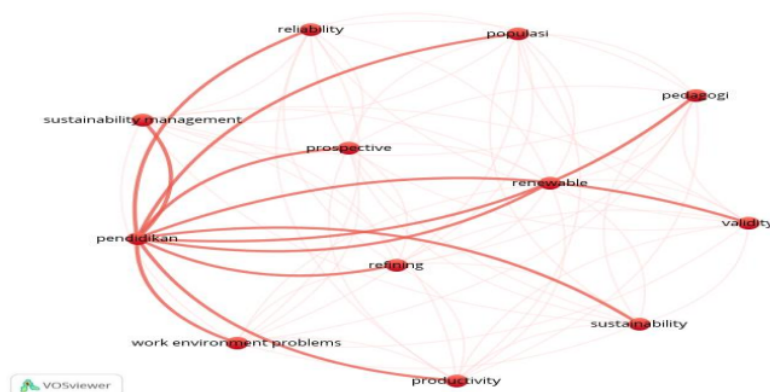 reliability
populasi
pedagogi
sustainability management
prospective
renewable
validity
pendidikan
refining
sustainability
work environment problems
productivity
VOSviewer